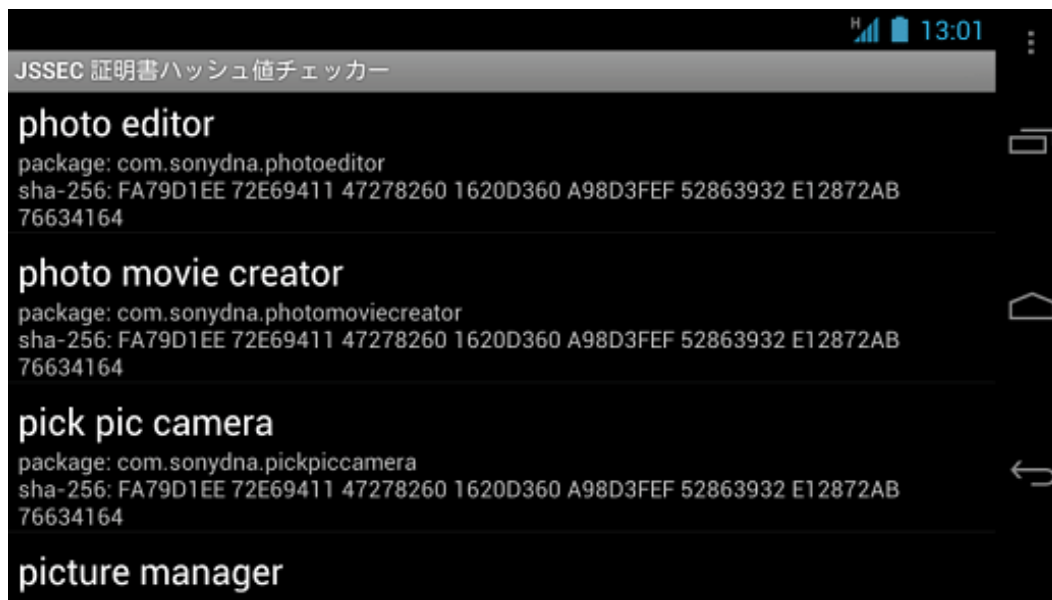 H 13:01
JSSEC 証明書ハッシュ値チェッカー
photo editor
package: com.sonydna.photoeditor
sha-256: FA79D1EE 72E69411 47278260 1620D360 A98D3FEF 52863932 E12872AB
76634164
photo movie creator
package: com.sonydna.photomoviecreator
sha-256: FA79D1EE 72E69411 47278260 1620D360 A98D3FEF 52863932 E12872AB
76634164
pick pic camera
package: com.sonydna.pickpiccamera
sha-256: FA79D1EE 72E69411 47278260 1620D360 A98D3FEF 52863932 E12872AB
76634164
picture manager